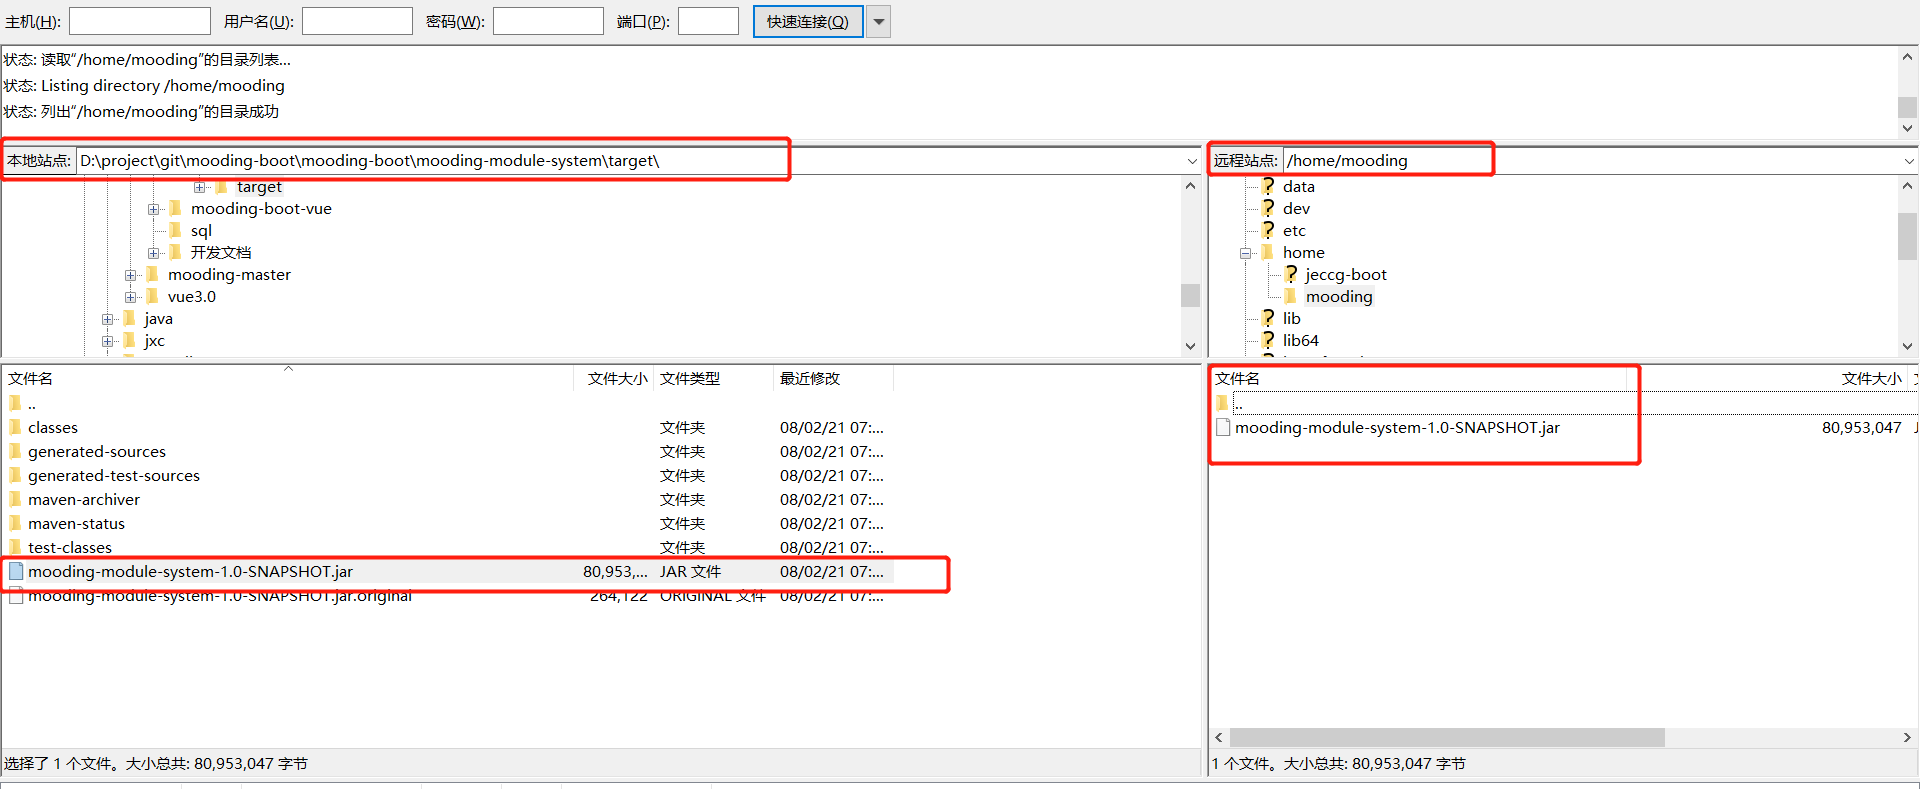 主机(H): 用户名(U): 密码(W): 端口(P): 快速连接(Q)
状态: 读取“/home/mooding”的目录列表...
状态: Listing directory /home/mooding
状态: 列出“/home/mooding”的目录成功
本地站点: D:\project\git\mooding-boot\mooding-boot\mooding-module-system\target\
target
mooding-boot-vue
sql
开发文档
mooding-master
vue3.0
java
jxc
远程站点: /home/mooding
data
dev
etc
home
jeccg-boot
mooding
lib
lib64
文件名 文件大小 文件类型 最近修改
..
classes 文件夹 08/02/21 07:...
generated-sources 文件夹 08/02/21 07:...
generated-test-sources 文件夹 08/02/21 07:...
maven-archiver 文件夹 08/02/21 07:...
maven-status 文件夹 08/02/21 07:...
test-classes 文件夹 08/02/21 07:...
mooding-module-system-1.0-SNAPSHOT.jar 80,953,... JAR 文件 08/02/21 07:...
mooding-module-system-1.0-SNAPSHOT.jar.original 264,122 ORIGINAL 文件 08/02/21 07:...
选择了 1 个文件。大小总共: 80,953,047 字节
文件名 文件大小
..
mooding-module-system-1.0-SNAPSHOT.jar 80,953,047
1 个文件。大小总共: 80,953,047 字节